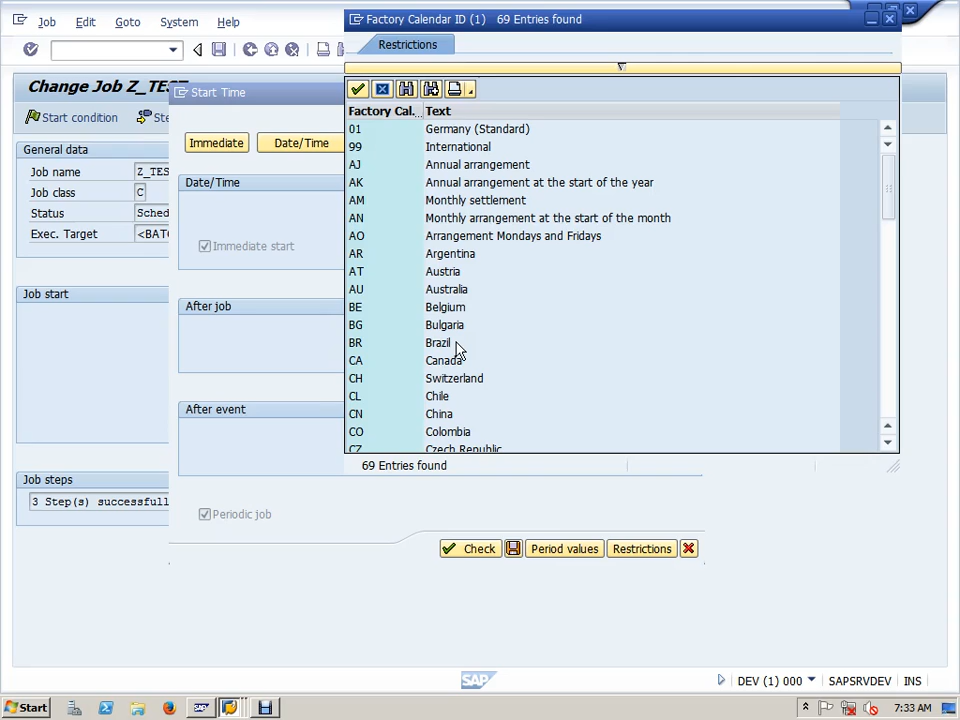 Job Edit Goto System Help
Change Job Z_TES
Start condition
General data
Job name Z_TES
Job class C
Status Sched
Exec. Target <BAT
Job start
Job steps
3 Step(s) successfull
Start Time
Immediate Date/Time
Date/Time
Immediate start
After job
After event
Periodic job
Check Period values Restrictions
Factory Calendar ID (1) 69 Entries found
Restrictions
Factory Cal... Text
01 Germany (Standard)
99 International
AJ Annual arrangement
AK Annual arrangement at the start of the year
AM Monthly settlement
AN Monthly arrangement at the start of the month
AO Arrangement Mondays and Fridays
AR Argentina
AT Austria
AU Australia
BE Belgium
BG Bulgaria
BR Brazil
CA Canada
CH Switzerland
CL Chile
CN China
CO Colombia
CZ Czech Republic
69 Entries found
SAP DEV (1) 000 SAPSRVDEV INS
Start 7:33 AM